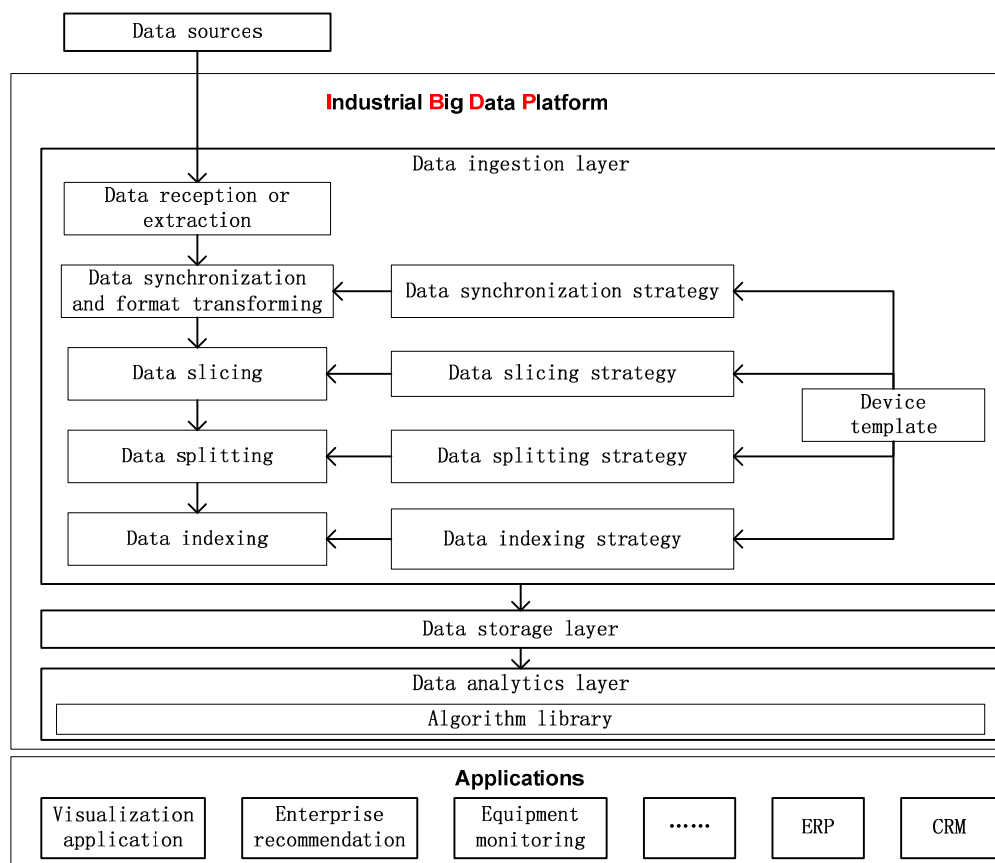 Data sources
Industrial Big Data Platform
Data ingestion layer
Data reception or
extraction
Data synchronization
and format transforming
Data synchronization strategy
Data slicing
Data slicing strategy
Device
template
Data splitting
Data splitting strategy
Data indexing
Data indexing strategy
Data storage layer
Data analytics layer
Algorithm library
Applications
Visualization
application
Enterprise
recommendation
Equipment
monitoring
……
ERP
CRM